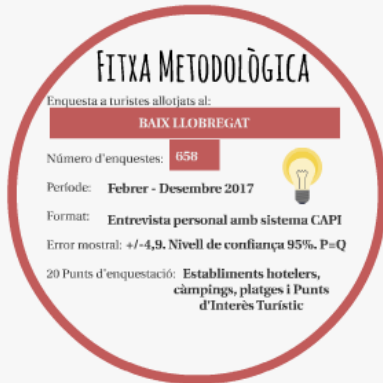 FITXA METODOLÒGICA
Enquesta a turistes allotjats al:
BAIX LLOBREGAT
Número d'enquestes: 658
Període: Febrer - Desembre 2017
Format: Entrevista personal amb sistema CAPI
Error mostral: +/-4,9. Nivell de confiança 95%. P=Q
20 Punts d'enquestació: Establiments hotelers,
càmpings, platges i Punts
d'Interès Turístic